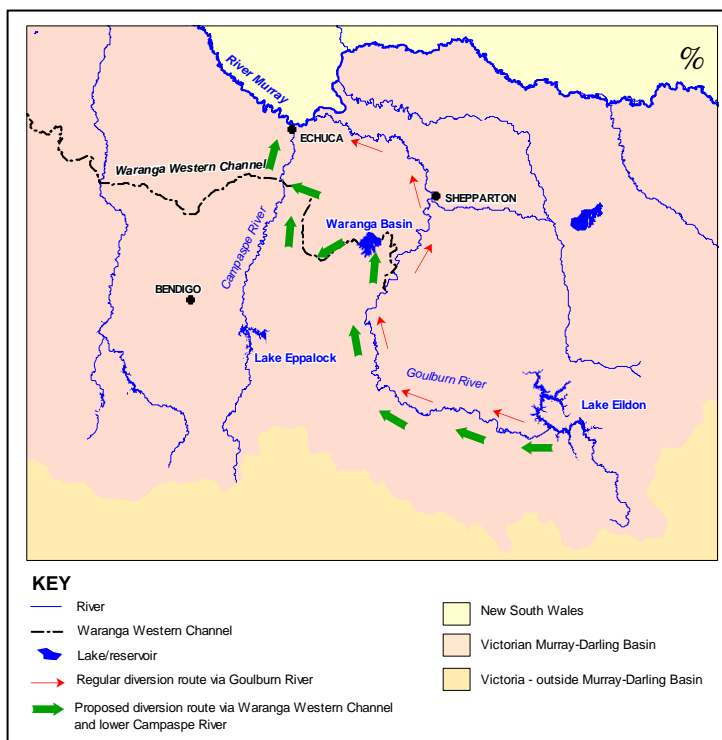 %
River Murray
ECHUCA
Waranga Western Channel
SHEPPARTON
Waranga Basin
Campaspe River
BENDIGO
Lake Eppalock
Goulburn River
Lake Eildon
KEY
River
Waranga Western Channel
Lake/reservoir
Regular diversion route via Goulburn River
Proposed diversion route via Waranga Western Channel
and lower Campaspe River
New South Wales
Victorian Murray-Darling Basin
Victoria - outside Murray-Darling Basin